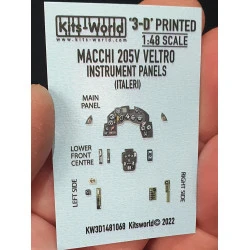 Kits-World '3-D' PRINTED
www.kits-world.com 1:48 SCALE
MACCHI 205V VELTRO
INSTRUMENT PANELS
(ITALERI)
MAIN
PANEL
LOWER
FRONT
CENTRE
LEFT SIDE
RIGHT SIDE
KW3D1481068 Kitsworld© 2022